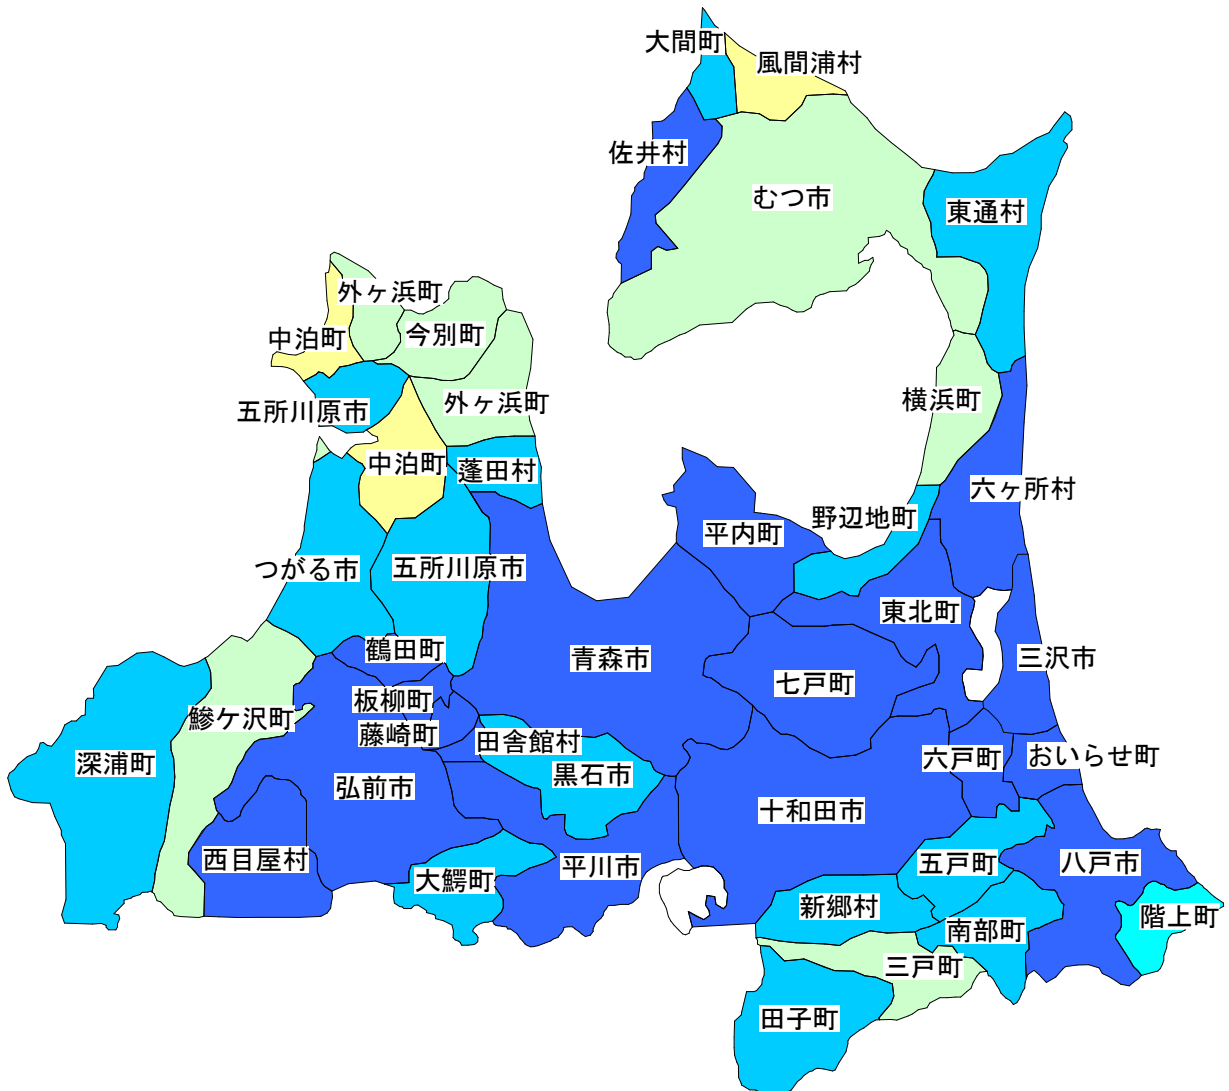 大間町
風間浦村
佐井村
むつ市
東通村
外ヶ浜町
中泊町
今別町
五所川原市
外ヶ浜町
横浜町
中泊町
蓬田村
六ヶ所村
野辺地町
平内町
つがる市
五所川原市
東北町
鶴田町
青森市
三沢市
七戸町
板柳町
鰺ケ沢町
藤崎町
田舎館村
深浦町
六戸町
おいらせ町
黒石市
弘前市
十和田市
西目屋村
平川市
五戸町
八戸市
大鰐町
新郷村
階上町
南部町
三戸町
田子町